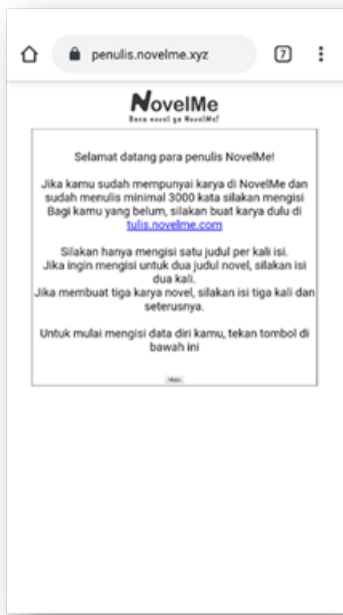 penulis.novelme.xyz
7
NovelMe
Baca novel ya NovelMe!
Selamat datang para penulis NovelMe!
Jika kamu sudah mempunyai karya di NovelMe dan
sudah menulis minimal 3000 kata silakan mengisi
Bagi kamu yang belum, silakan buat karya dulu di
tulis.novelme.com
Silakan hanya mengisi satu judul per kali isi.
Jika ingin mengisi untuk dua judul novel, silakan isi
dua kali.
Jika membuat tiga karya novel, silakan isi tiga kali dan
seterusnya.
Untuk mulai mengisi data diri kamu, tekan tombol di
bawah ini